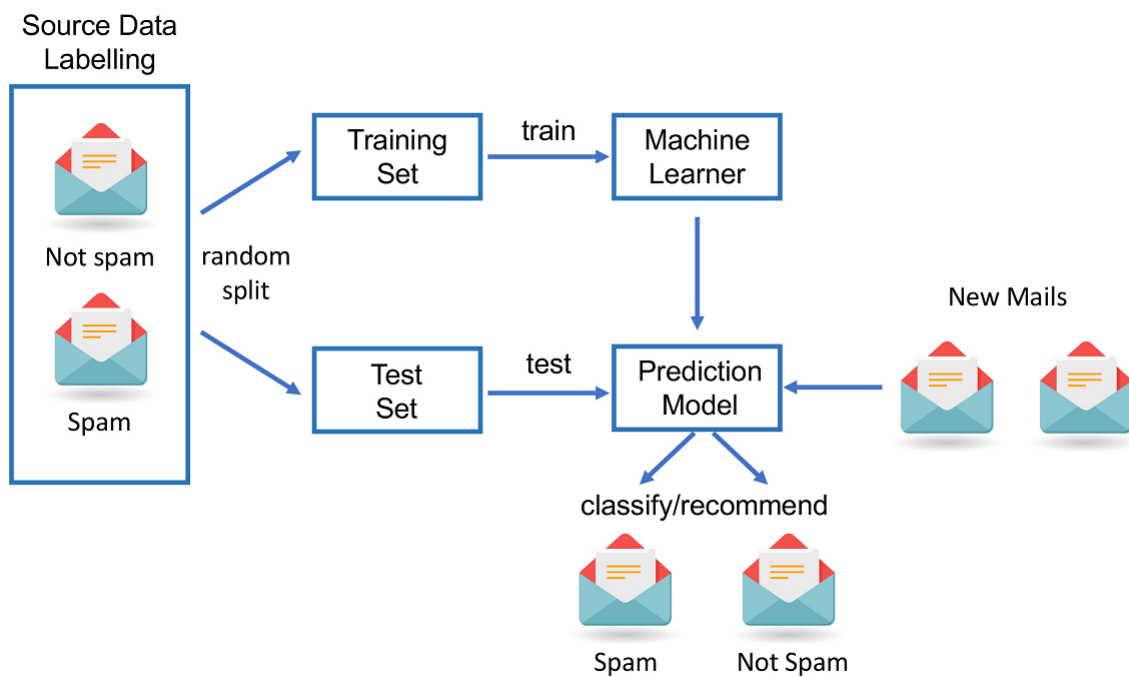 Source Data
Labelling
Not spam
Spam
random
split
Training
Set
train
Machine
Learner
Test
Set
test
Prediction
Model
New Mails
classify/recommend
Spam
Not Spam